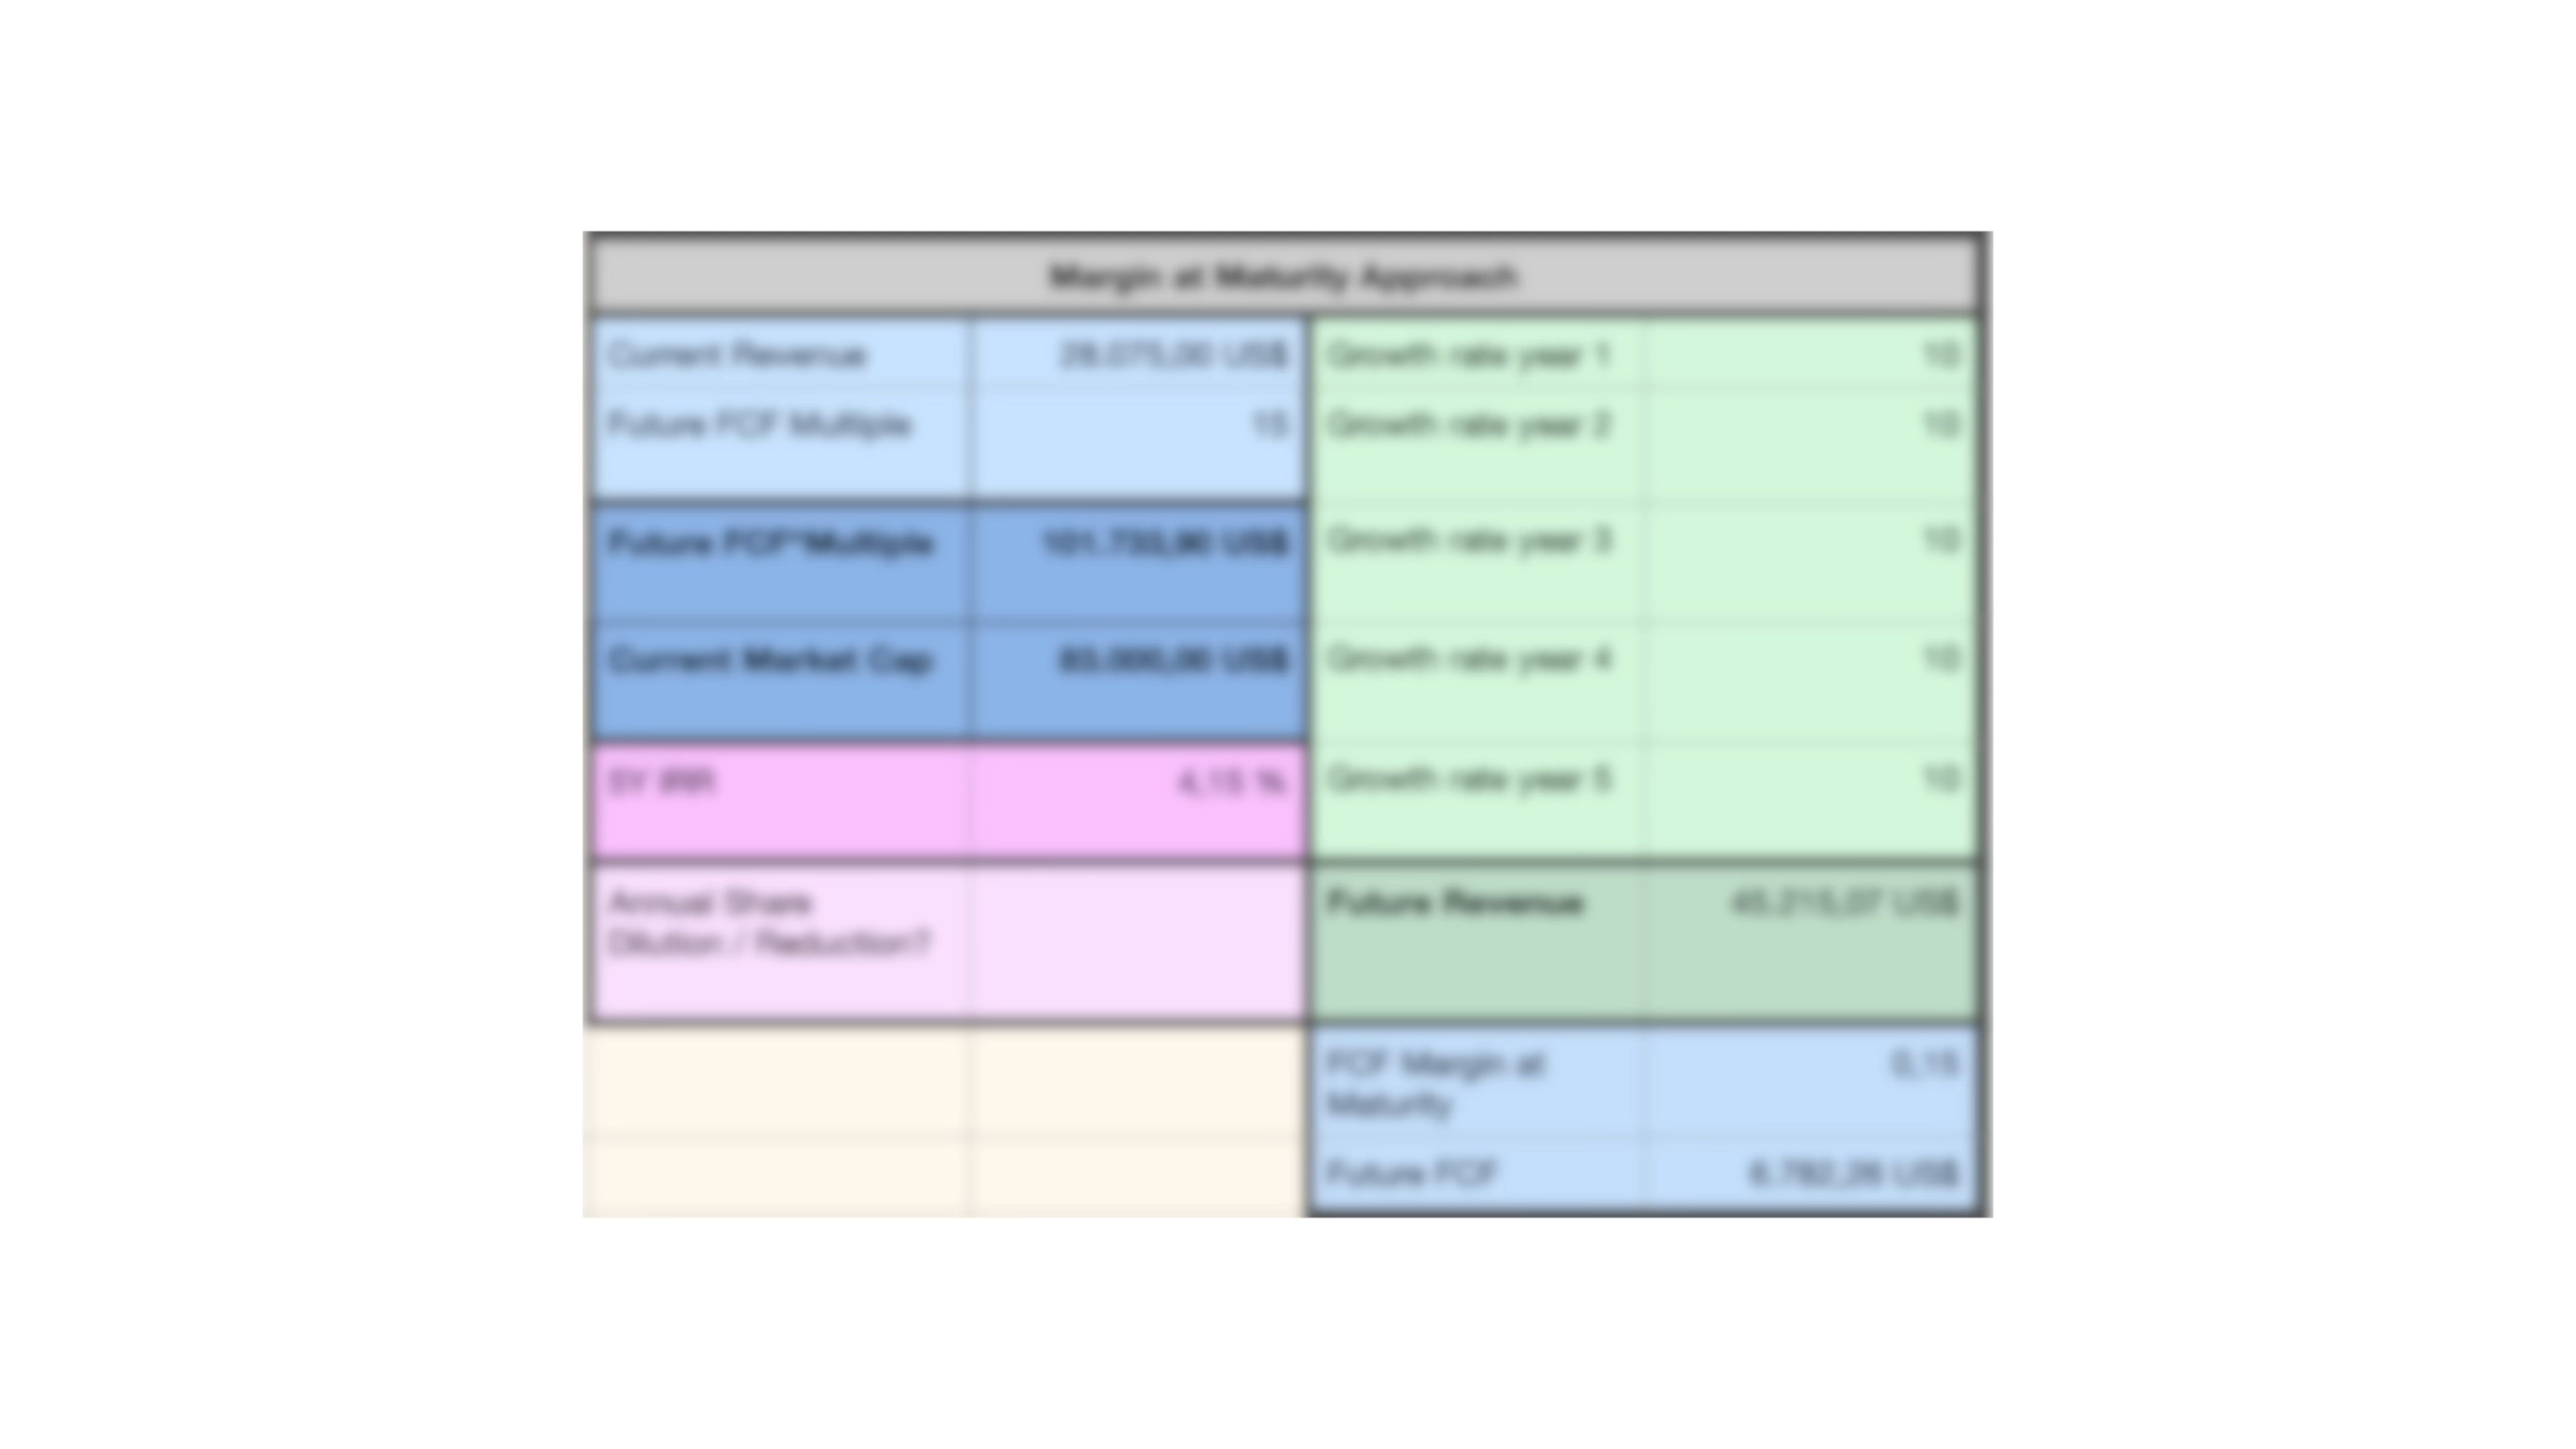 Margin at Maturity Approach
Current Revenue 28.075,00 US$ Growth rate year 1 10
Future FCF Multiple 15 Growth rate year 2 10
Future FCF*Multiple 101.733,90 US$ Growth rate year 3 10
Current Market Cap 83.000,00 US$ Growth rate year 4 10
5Y IRR 4,15 % Growth rate year 5 10
Annual Share Future Revenue 45.215,07 US$
Dilution / Reduction?
FCF Margin at 0,15
Maturity
Future FCF 6.782,26 US$